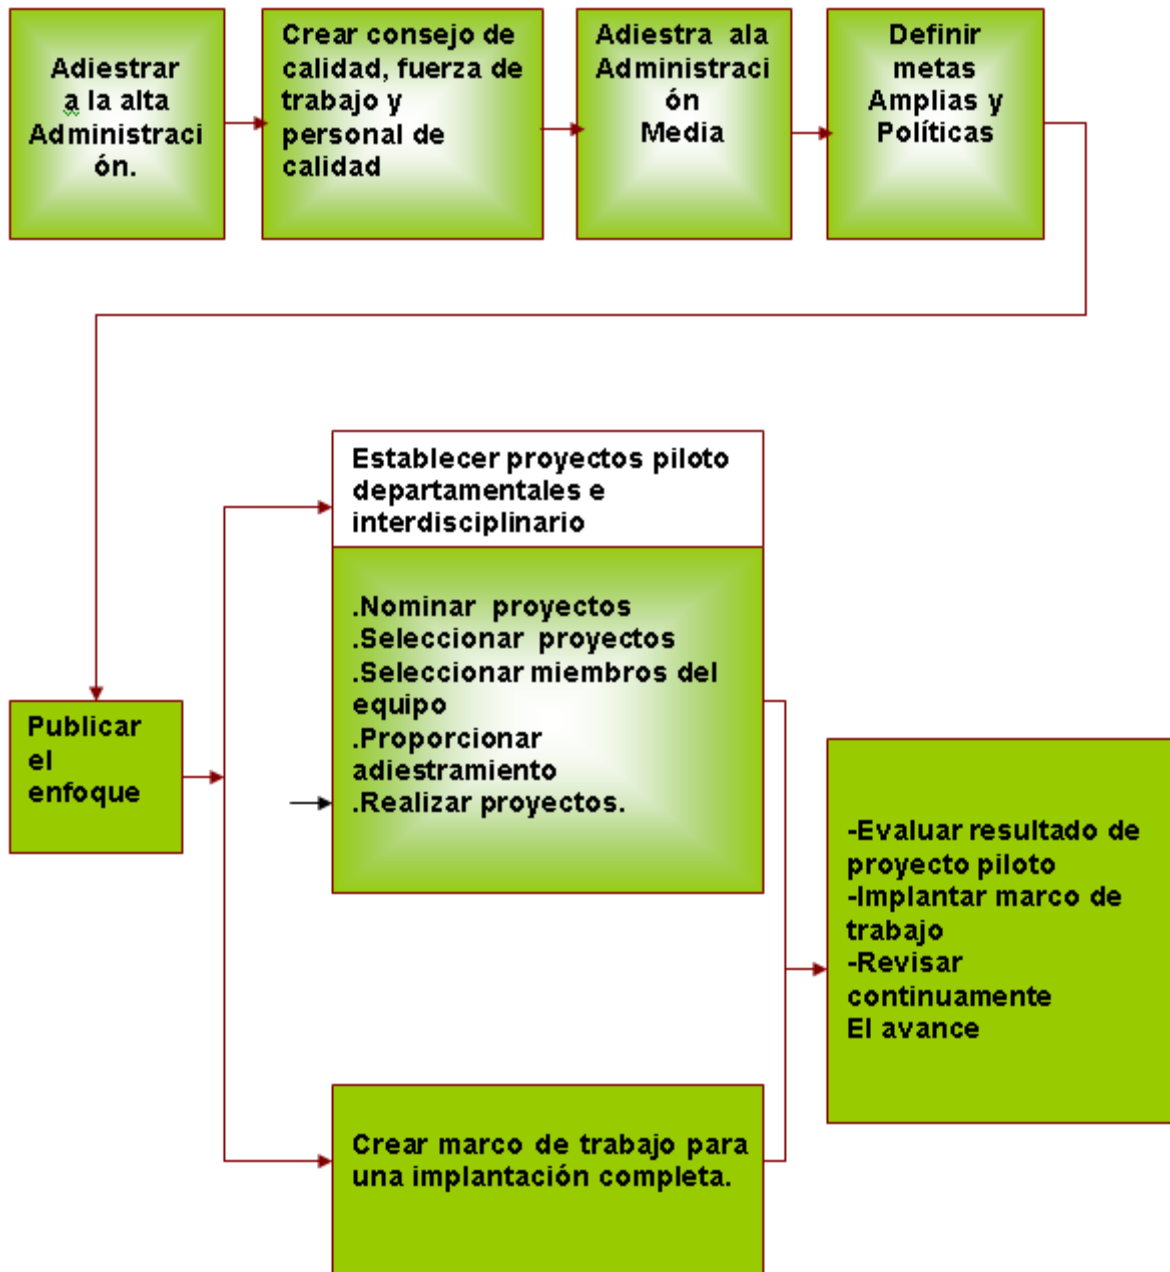 Adiestrar
a la alta
Administraci
ón.
Crear consejo de
calidad, fuerza de
trabajo y
personal de
calidad
Adiestra ala
Administraci
ón
Media
Definir
metas
Amplias y
Políticas
Establecer proyectos piloto
departamentales e
interdisciplinario
.Nominar proyectos
.Seleccionar proyectos
.Seleccionar miembros del
equipo
.Proporcionar
adiestramiento
.Realizar proyectos.
Publicar
el
enfoque
-Evaluar resultado de
proyecto piloto
-Implantar marco de
trabajo
-Revisar
continuamente
El avance
Crear marco de trabajo para
una implantación completa.